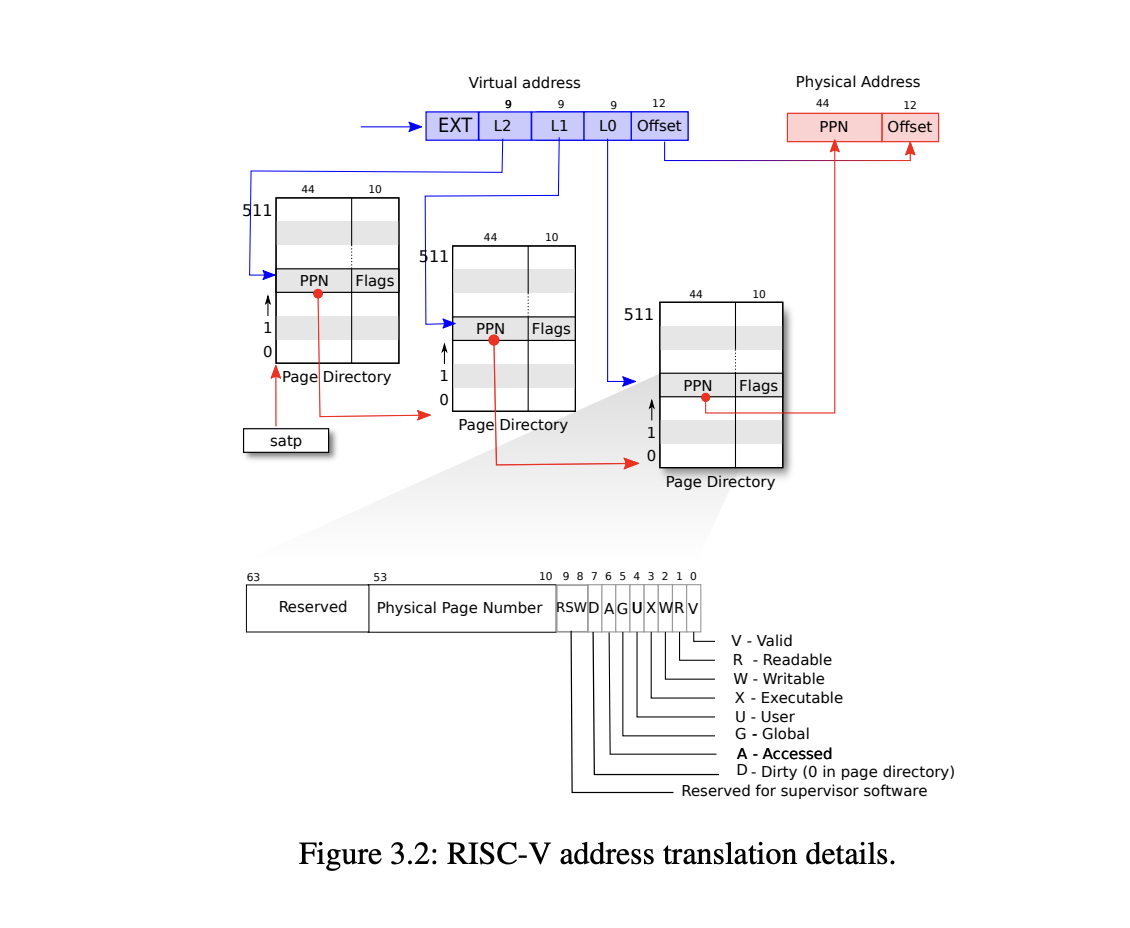 Virtual address
Physical Address
9 9 9 12
44 12
EXT L2 L1 L0 Offset
PPN Offset
44 10
511
PPN Flags
1
0
Page Directory
satp
44 10
511
PPN Flags
1
0
Page Directory
44 10
511
PPN Flags
1
0
Page Directory
63 53 10 9 8 7 6 5 4 3 2 1 0
Reserved Physical Page Number RSW D A G U X W R V
V - Valid
R - Readable
W - Writable
X - Executable
U - User
G - Global
A - Accessed
D - Dirty (0 in page directory)
Reserved for supervisor software
Figure 3.2: RISC-V address translation details.